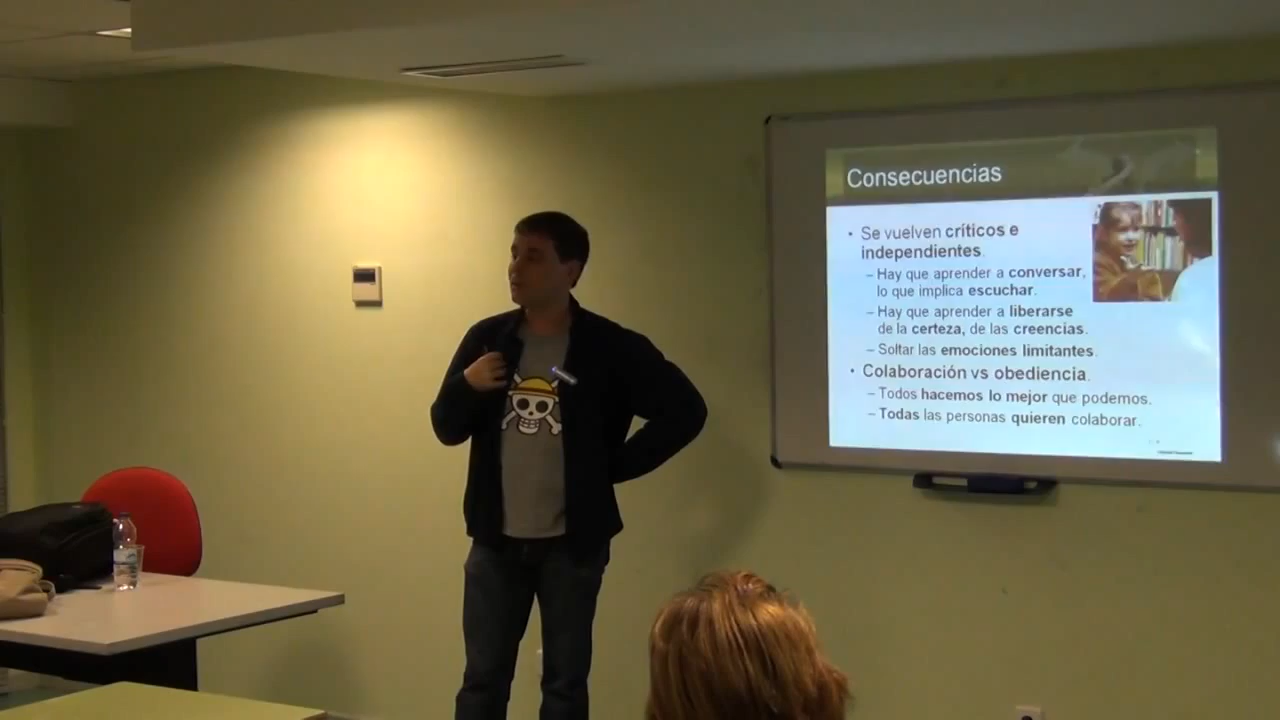 Consecuencias
• Se vuelven críticos e
independientes.
– Hay que aprender a conversar,
lo que implica escuchar.
– Hay que aprender a liberarse
de la certeza, de las creencias.
– Soltar las emociones limitantes.
• Colaboración vs obediencia.
– Todos hacemos lo mejor que podemos.
– Todas las personas quieren colaborar.